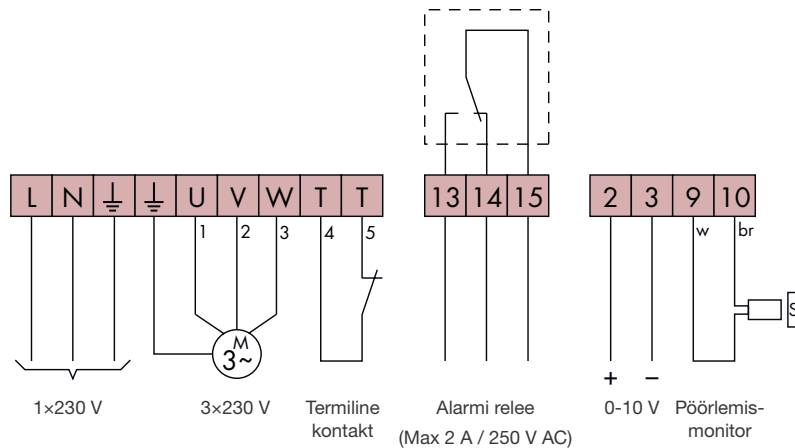 L N U V W T T
13 14 15
2 3 9 10
1 2 3 4 5
w br
M
3~
S
+ −
1×230 V
3×230 V
Termiline
kontakt
Alarmi relee
(Max 2 A / 250 V AC)
0-10 V
Pöörlemis-
monitor